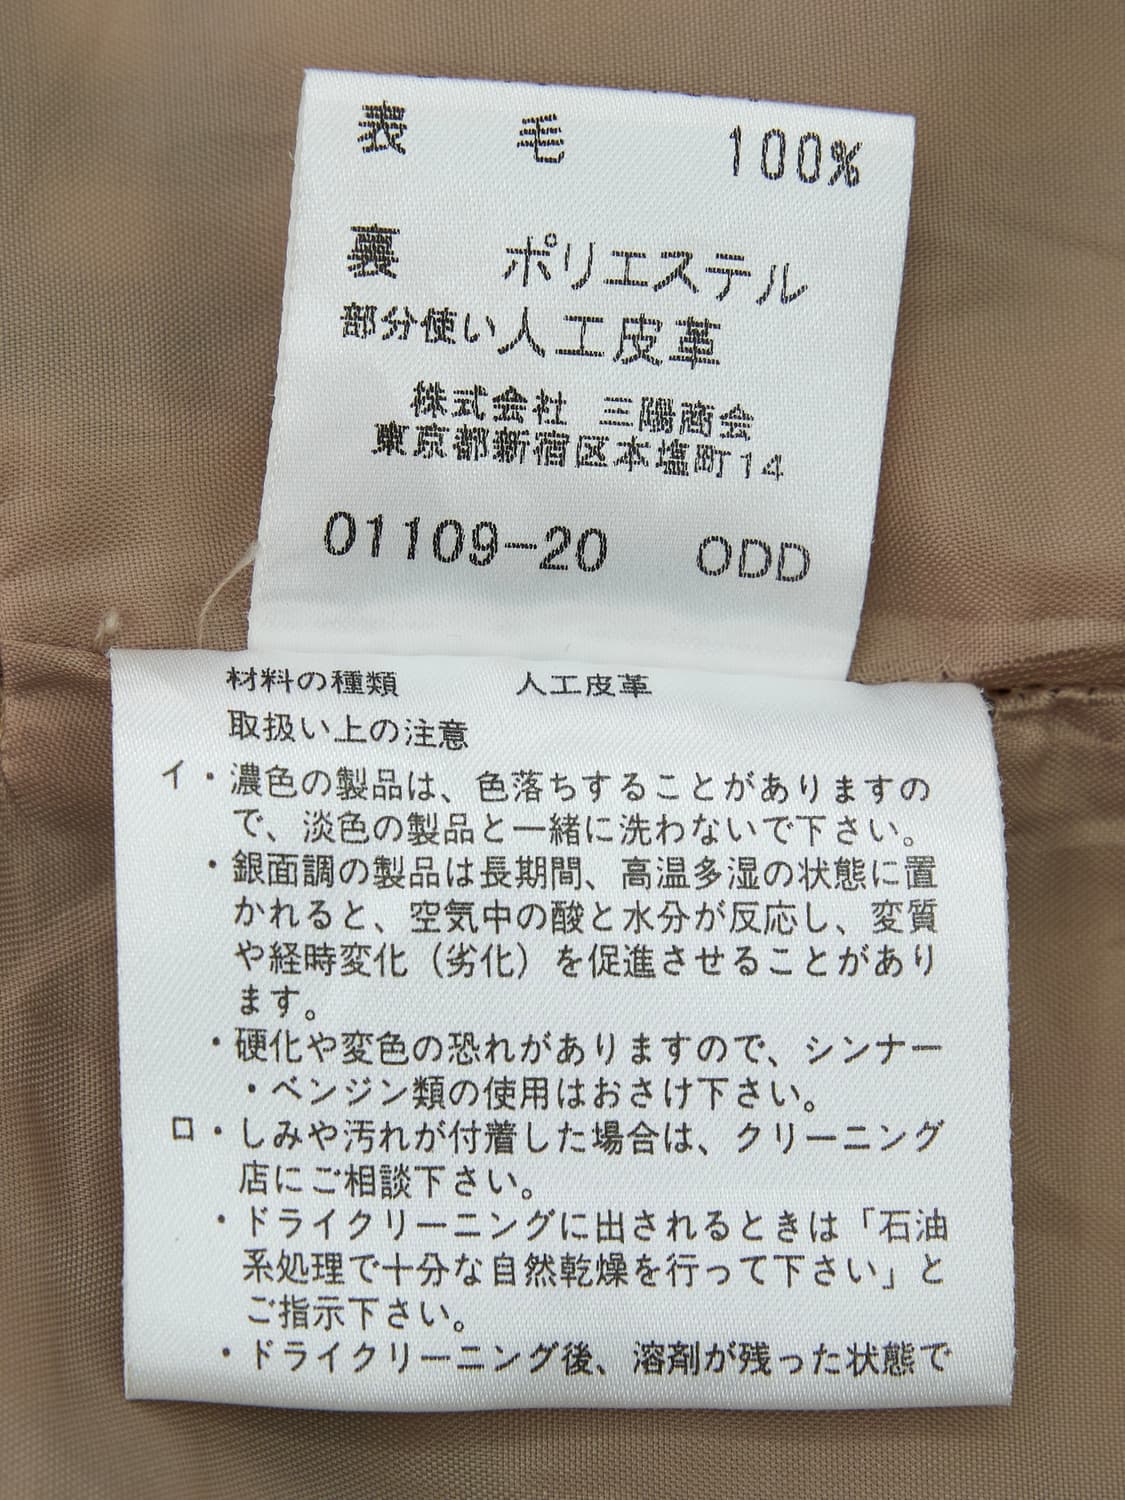 表 毛 100%
裏 ポリエステル
部分使い人工皮革
株式会社 三陽商会
東京都新宿区本塩町14
01109-20 ODD
材料の種類 人工皮革
取扱い上の注意
イ・濃色の製品は、色落ちすることがありますの
で、淡色の製品と一緒に洗わないで下さい。
・銀面調の製品は長期間、高温多湿の状態に置
かれると、空気中の酸と水分が反応し、変質
や経時変化（劣化）を促進させることがあり
ます。
・硬化や変色の恐れがありますので、シンナー
・ベンジン類の使用はおさけ下さい。
ロ・しみや汚れが付着した場合は、クリーニング
店にご相談下さい。
・ドライクリーニングに出されるときは「石油
系処理で十分な自然乾燥を行って下さい」と
ご指示下さい。
・ドライクリーニング後、溶剤が残った状態で